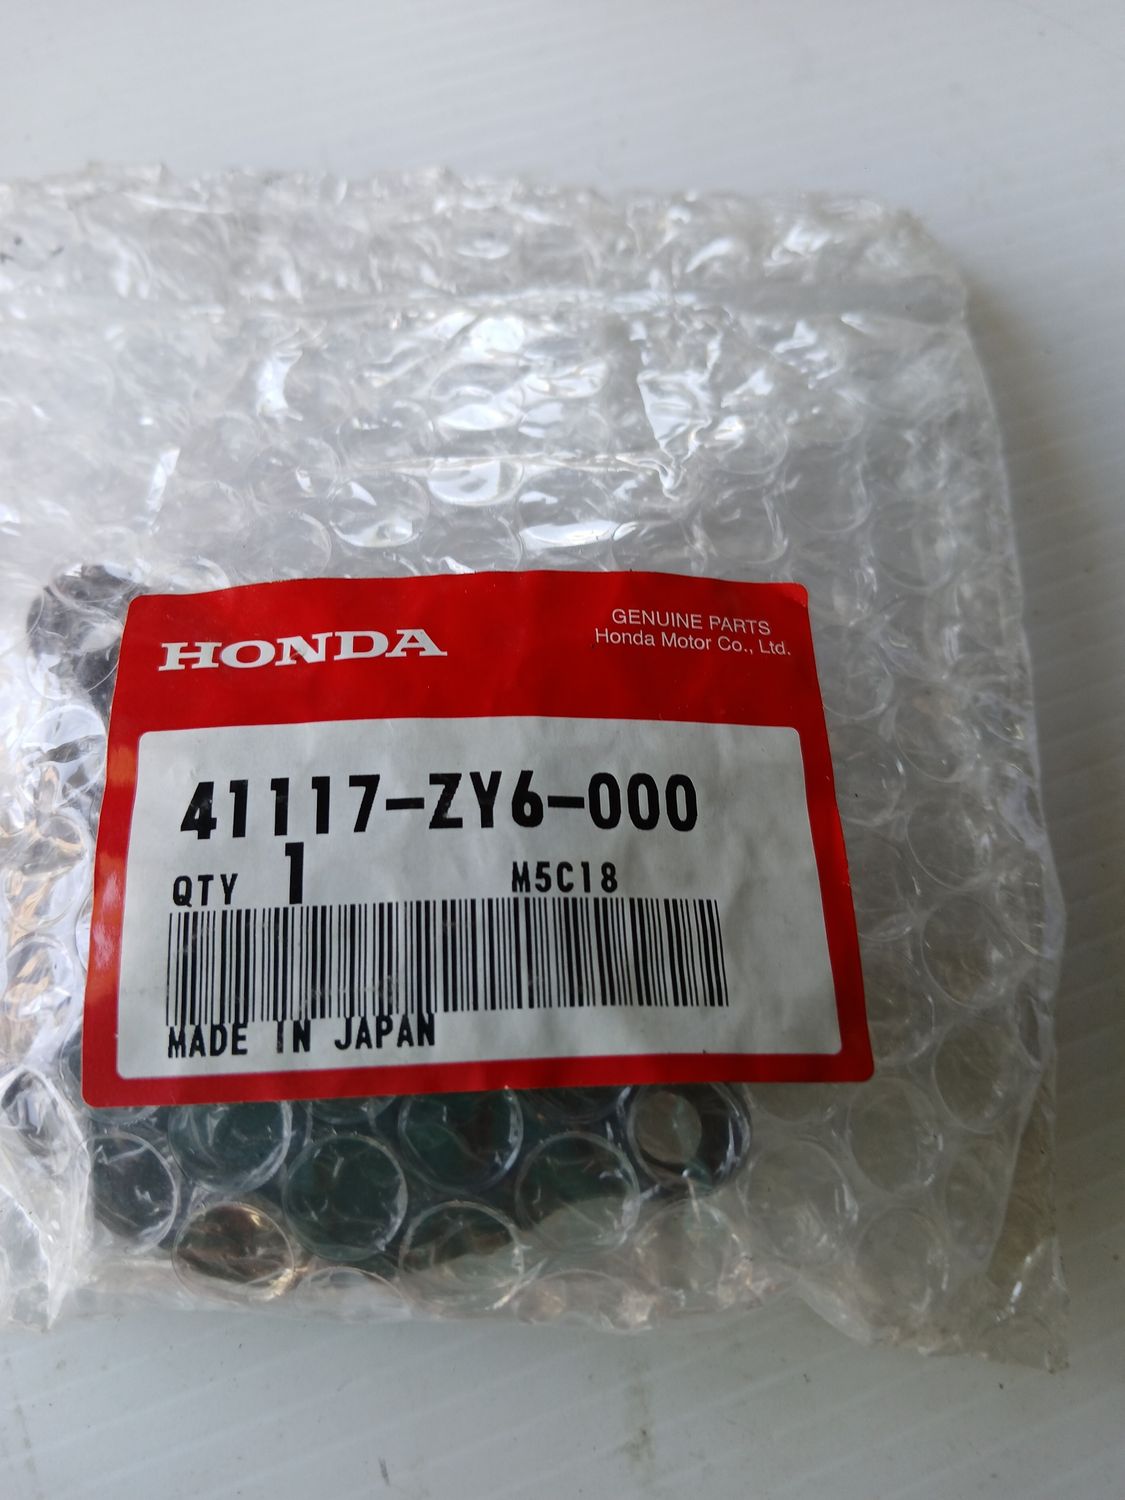 HONDA
GENUINE PARTS
Honda Motor Co., Ltd.
41117-ZY6-000
QTY 1 M5C18
MADE IN JAPAN